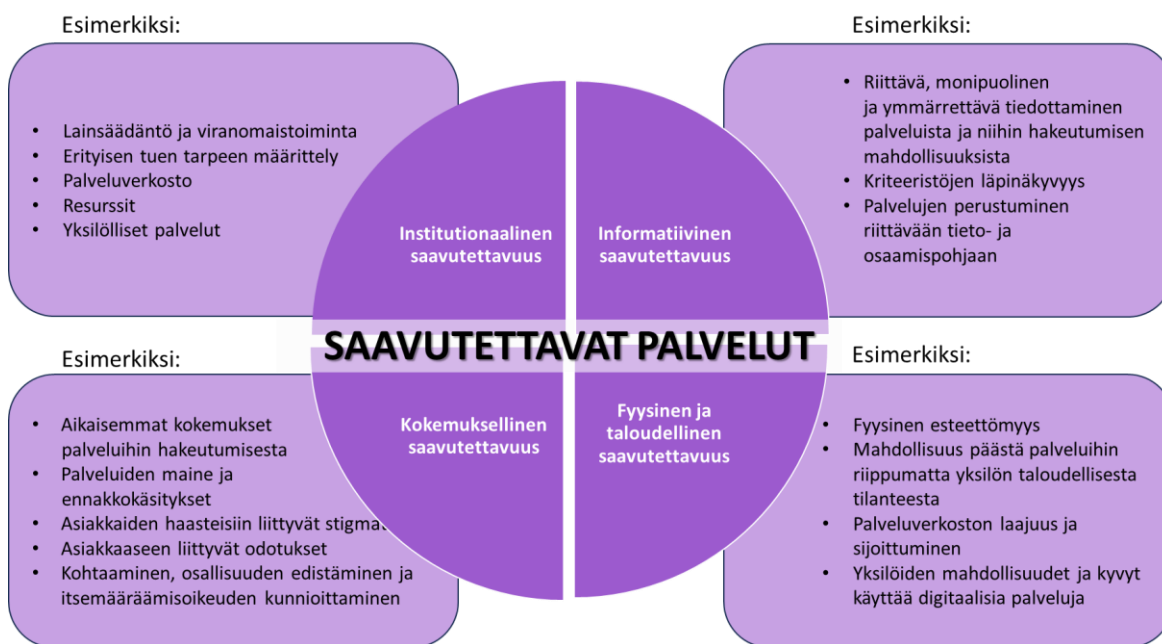 Esimerkiksi:
• Lainsäädäntö ja viranomaistoiminta
• Erityisen tuen tarpeen määrittely
• Palveluverkosto
• Resurssit
• Yksilölliset palvelut
Esimerkiksi:
• Riittävä, monipuolinen
ja ymmärrettävä tiedottaminen
palveluista ja niihin hakeutumisen
mahdollisuuksista
• Kriteeristöjen läpinäkyvyys
• Palvelujen perustuminen
riittävään tieto- ja
osaamispohjaan
Institutionaalinen
saavutettavuus
Informatiivinen
saavutettavuus
SAAVUTETTAVAT PALVELUT
Kokemuksellinen
saavutettavuus
Fyysinen ja
taloudellinen
saavutettavuus
Esimerkiksi:
• Aikaisemmat kokemukset
palveluihin hakeutumisesta
• Palveluiden maine ja
ennakkokäsitykset
• Asiakkaiden haasteisiin liittyvät stigmat
• Asiakkaaseen liittyvät odotukset
• Kohtaaminen, osallisuuden edistäminen ja
itsemääräämisoikeuden kunnioittaminen
Esimerkiksi:
• Fyysinen esteettömyys
• Mahdollisuus päästä palveluihin
riippumatta yksilön taloudellisesta
tilanteesta
• Palveluverkoston laajuus ja
sijoittuminen
• Yksilöiden mahdollisuudet ja kyvyt
käyttää digitaalisia palveluja